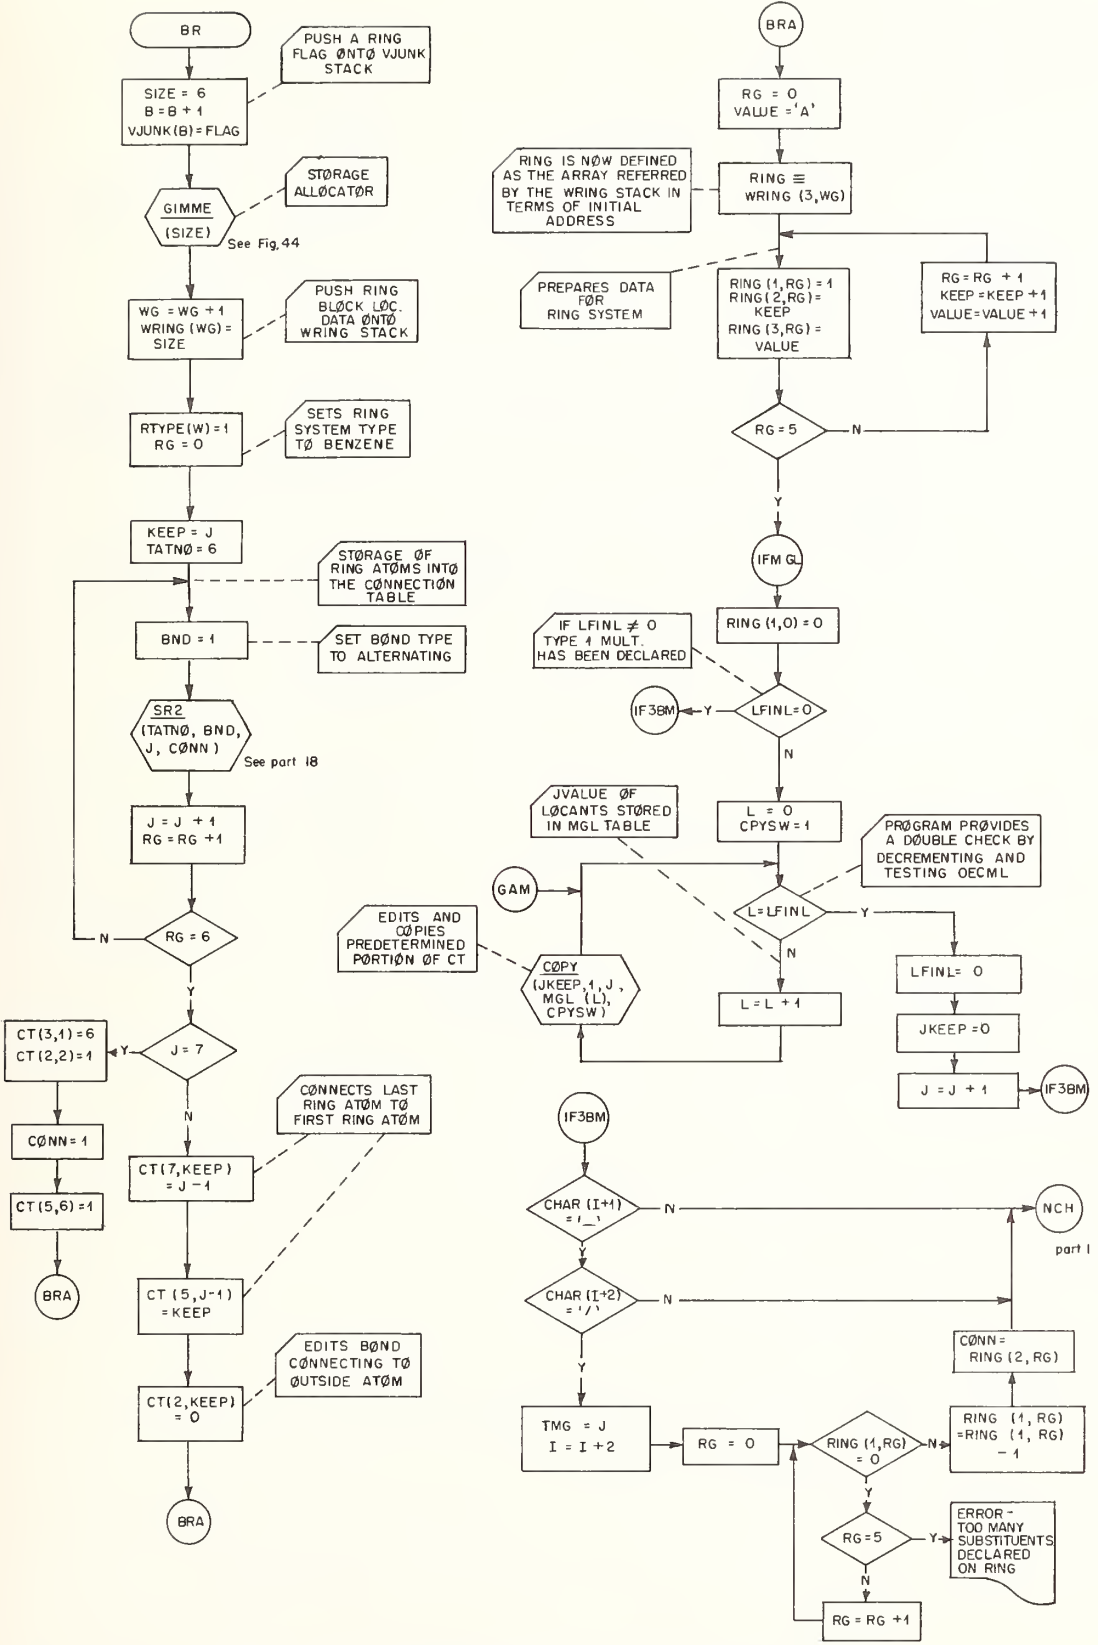 BR
PUSH A RING
FLAG ØNTØ VJUNK
STACK
SIZE = 6
B = B + 1
VJUNK(B)=FLAG
STØRAGE
ALLØCATØR
GIMME
(SIZE)
See Fig. 44
WG = WG + 1
WRING (WG) =
SIZE
PUSH RING
BLØCK LØC.
DATA ØNTØ
WRING STACK
RTYPE(W)=1
RG = 0
SETS RING
SYSTEM TYPE
TØ BENZENE
KEEP = J
TATNØ = 6
STØRAGE ØF
RING ATØMS INTØ
THE CØNNECTIØN
TABLE
BND = 1
SET BØND TYPE
TO ALTERNATING
SR2
(TATNØ, BND,
J, CØNN)
See part 18
J = J + 1
RG = RG + 1
RG = 6
N
Y
J = 7
Y
CT(3,1) = 6
CT(2,2) = 1
CØNN = 1
CT(5,6) = 1
BRA
N
CØNNECTS LAST
RING ATØM TØ
FIRST RING ATØM
CT(7,KEEP)
= J - 1
CT (5,J-1)
= KEEP
EDITS BØND
CØNNECTING TØ
ØUTSIDE ATØM
CT(2,KEEP)
= 0
BRA
BRA
RG = 0
VALUE = 'A'
RING IS NØW DEFINED
AS THE ARRAY REFERRED
BY THE WRING STACK IN
TERMS OF INITIAL
ADDRESS
RING ≡
WRING (3,WG)
PREPARES DATA
FØR
RING SYSTEM
RING (1,RG) = 1
RING (2,RG) =
KEEP
RING (3,RG) =
VALUE
RG = RG + 1
KEEP = KEEP + 1
VALUE = VALUE + 1
RG = 5
N
Y
IFMGL
RING (1,0) = 0
IF LFINL ≠ 0
TYPE 1 MULT.
HAS BEEN DECLARED
LFINL = 0
Y
IF3BM
N
L = 0
CPYSW = 1
JVALUE ØF
LØCANTS STØRED
IN MGL TABLE
PRØGRAM PRØVIDES
A DØUBLE CHECK BY
DECREMENTING AND
TESTING OECML
GAM
L = LFINL
Y
N
EDITS AND
CØPIES
PREDETERMINED
PØRTIØN ØF CT
CØPY
(JKEEP,1,J,
MGL (L),
CPYSW)
L = L + 1
LFINL = 0
JKEEP = 0
J = J + 1
IF3BM
IF3BM
CHAR (I+1)
= '_'
N
NCH
part 1
Y
CHAR (I+2)
= '/'
N
Y
TMG = J
I = I + 2
RG = 0
RING (1,RG)
= 0
N
RING (1, RG)
= RING (1, RG)
- 1
CØNN =
RING (2, RG)
Y
RG = 5
Y
ERROR -
TOO MANY
SUBSTITUENTS
DECLARED
ON RING
N
RG = RG + 1